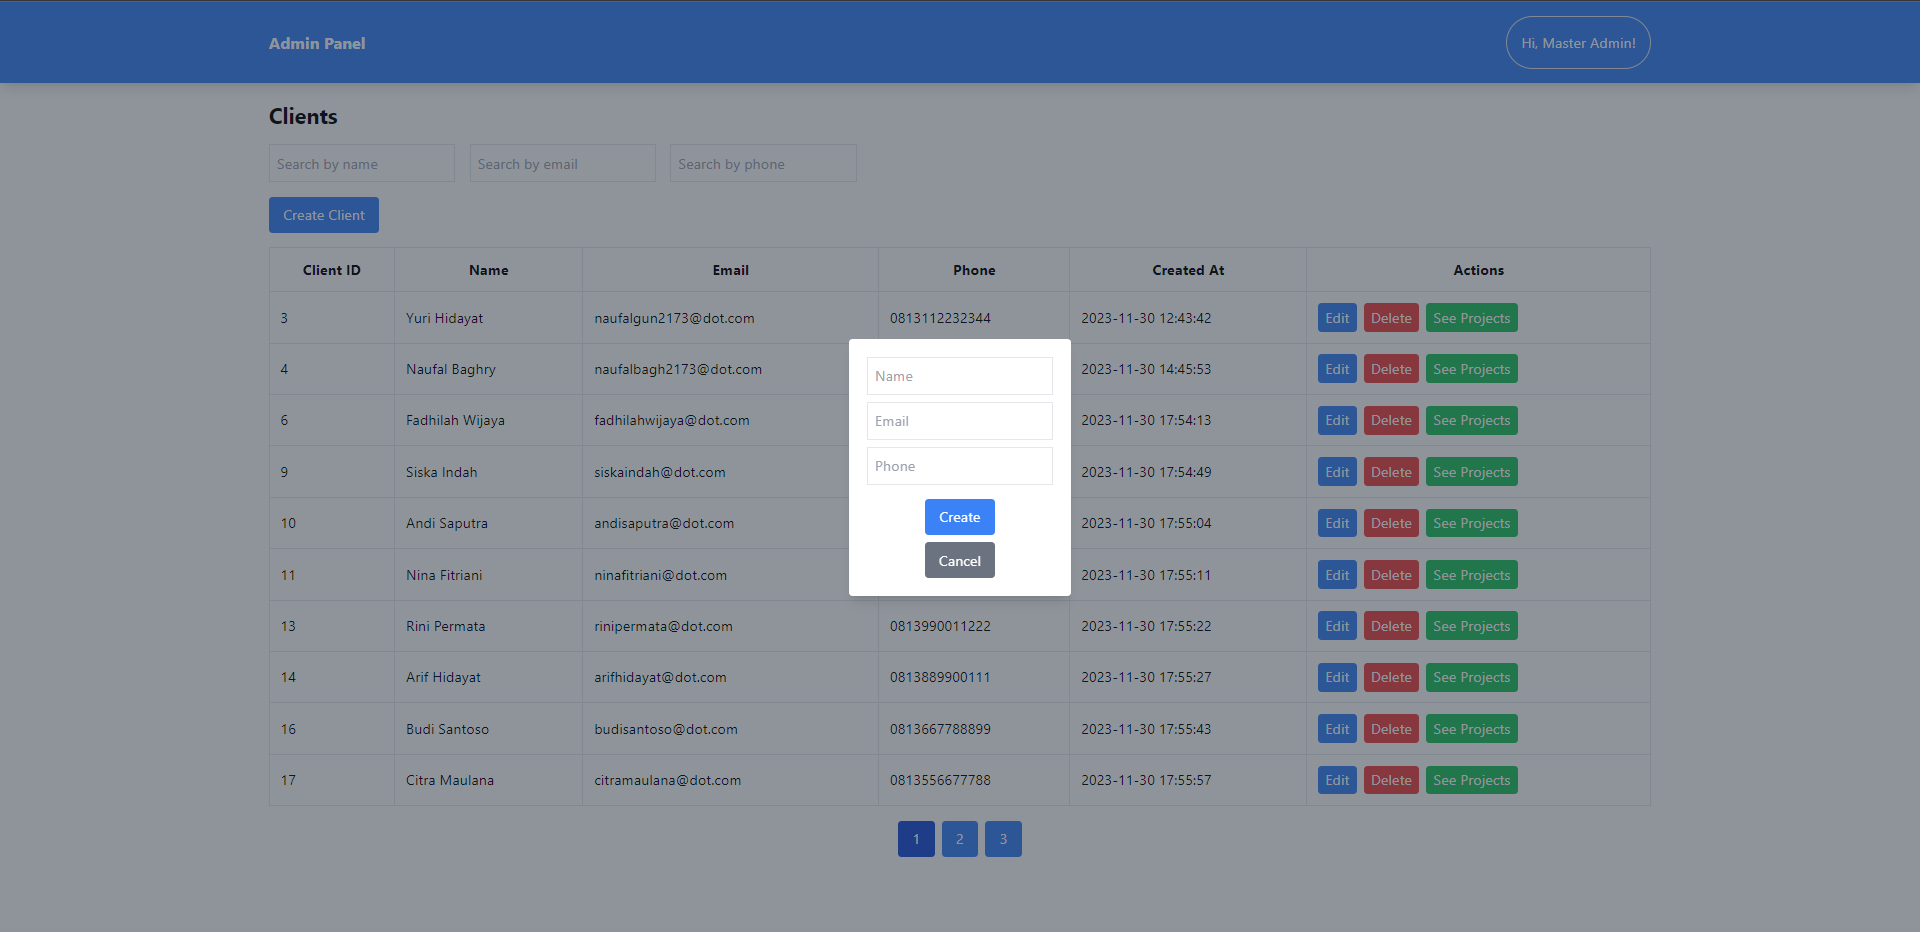 Admin Panel
Hi, Master Admin!
Clients
Search by name Search by email Search by phone
Create Client
Client ID Name Email Phone Created At Actions
3 Yuri Hidayat naufalgun2173@dot.com 0813112232344 2023-11-30 12:43:42 Edit Delete See Projects
4 Naufal Baghry naufalbagh2173@dot.com 2023-11-30 14:45:53 Edit Delete See Projects
6 Fadhilah Wijaya fadhilahwijaya@dot.com 2023-11-30 17:54:13 Edit Delete See Projects
9 Siska Indah siskaindah@dot.com 2023-11-30 17:54:49 Edit Delete See Projects
10 Andi Saputra andisaputra@dot.com 2023-11-30 17:55:04 Edit Delete See Projects
11 Nina Fitriani ninafitriani@dot.com 2023-11-30 17:55:11 Edit Delete See Projects
13 Rini Permata rinipermata@dot.com 0813990011222 2023-11-30 17:55:22 Edit Delete See Projects
14 Arif Hidayat arifhidayat@dot.com 0813889900111 2023-11-30 17:55:27 Edit Delete See Projects
16 Budi Santoso budisantoso@dot.com 0813667788899 2023-11-30 17:55:43 Edit Delete See Projects
17 Citra Maulana citramaulana@dot.com 0813556677788 2023-11-30 17:55:57 Edit Delete See Projects
1 2 3
Name
Email
Phone
Create
Cancel